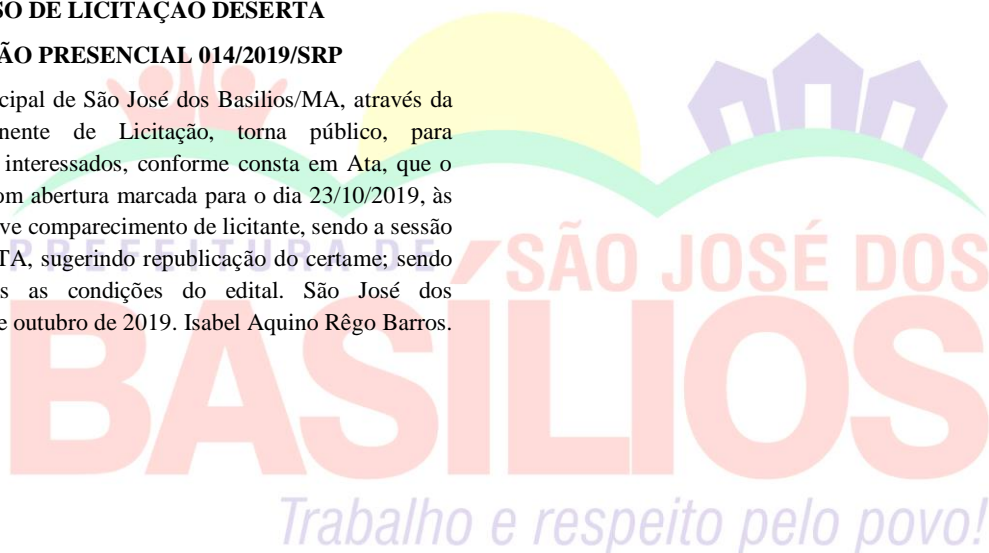 SO DE LICITAÇÃO DESERTA
ÃO PRESENCIAL 014/2019/SRP
cipal de São José dos Basilios/MA, através da
nente de Licitação, torna público, para
interessados, conforme consta em Ata, que o
om abertura marcada para o dia 23/10/2019, às
ve comparecimento de licitante, sendo a sessão
TA, sugerindo republicação do certame; sendo
s as condições do edital. São José dos
e outubro de 2019. Isabel Aquino Rêgo Barros.
PREFEITURA DE
SÃO JOSÉ DOS
BASÍLIOS
Trabalho e respeito pelo povo!